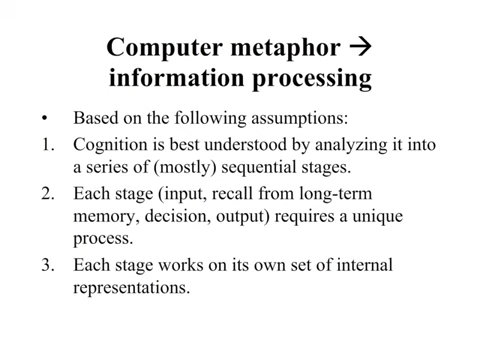 Computer metaphor →
information processing
• Based on the following assumptions:
1. Cognition is best understood by analyzing it into
a series of (mostly) sequential stages.
2. Each stage (input, recall from long-term
memory, decision, output) requires a unique
process.
3. Each stage works on its own set of internal
representations.